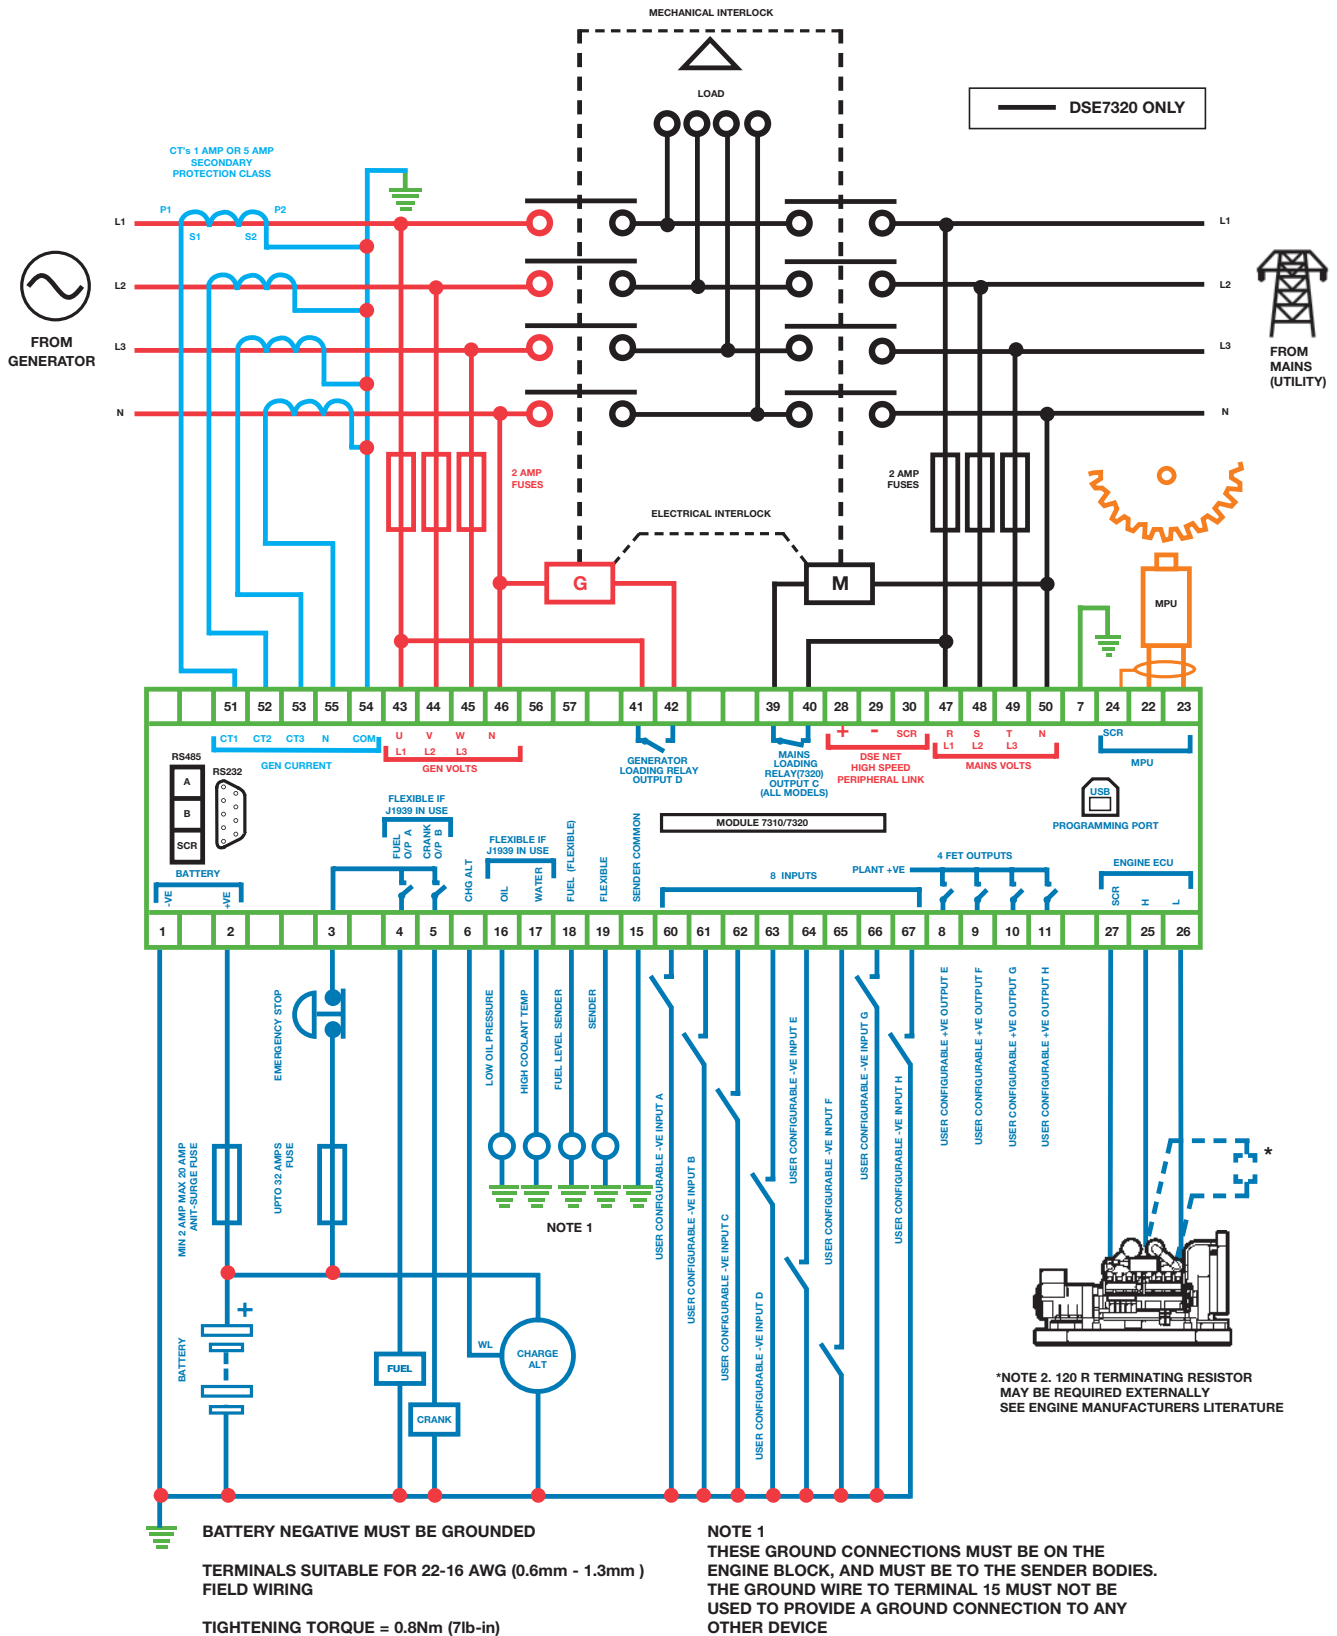 MECHANICAL INTERLOCK
LOAD
DSE7320 ONLY
CT's 1 AMP OR 5 AMP
SECONDARY
PROTECTION CLASS
P1
P2
S1
S2
L1
L2
L3
N
FROM
GENERATOR
L1
L2
L3
N
FROM
MAINS
(UTILITY)
2 AMP
FUSES
2 AMP
FUSES
ELECTRICAL INTERLOCK
G
M
MPU
51
52
53
55
54
43
44
45
46
56
57
41
42
39
40
28
29
30
47
48
49
50
7
24
22
23
CT1
CT2
CT3
N
COM
GEN CURRENT
U
V
W
N
L1
L2
L3
GEN VOLTS
GENERATOR
LOADING RELAY
OUTPUT D
MAINS
LOADING
RELAY(7320)
OUTPUT C
(ALL MODELS)
+
-
SCR
DSE NET
HIGH SPEED
PERIPHERAL LINK
R
S
T
N
L1
L2
L3
MAINS VOLTS
SCR
MPU
RS485
A
B
SCR
RS232
USB
PROGRAMMING PORT
MODULE 7310/7320
BATTERY
-VE
+VE
FLEXIBLE IF
J1939 IN USE
FUEL
O/P A
CRANK
O/P B
CHG ALT
FLEXIBLE IF
J1939 IN USE
OIL
WATER
FUEL (FLEXIBLE)
FLEXIBLE
SENDER COMMON
8 INPUTS
PLANT +VE
4 FET OUTPUTS
ENGINE ECU
SCR
H
L
1
2
3
4
5
6
16
17
18
19
15
60
61
62
63
64
65
66
67
8
9
10
11
27
25
26
EMERGENCY STOP
LOW OIL PRESSURE
HIGH COOLANT TEMP
FUEL LEVEL SENDER
SENDER
USER CONFIGURABLE -VE INPUT A
USER CONFIGURABLE -VE INPUT B
USER CONFIGURABLE -VE INPUT C
USER CONFIGURABLE -VE INPUT D
USER CONFIGURABLE -VE INPUT E
USER CONFIGURABLE -VE INPUT F
USER CONFIGURABLE -VE INPUT G
USER CONFIGURABLE -VE INPUT H
USER CONFIGURABLE +VE OUTPUT E
USER CONFIGURABLE +VE OUTPUT F
USER CONFIGURABLE +VE OUTPUT G
USER CONFIGURABLE +VE OUTPUT H
MIN 2 AMP MAX 20 AMP
ANIT-SURGE FUSE
UPTO 32 AMPS
FUSE
NOTE 1
*
+
BATTERY
FUEL
CRANK
WL
CHARGE
ALT
*NOTE 2. 120 R TERMINATING RESISTOR
MAY BE REQUIRED EXTERNALLY
SEE ENGINE MANUFACTURERS LITERATURE
BATTERY NEGATIVE MUST BE GROUNDED
TERMINALS SUITABLE FOR 22-16 AWG (0.6mm - 1.3mm )
FIELD WIRING
TIGHTENING TORQUE = 0.8Nm (7lb-in)
NOTE 1
THESE GROUND CONNECTIONS MUST BE ON THE
ENGINE BLOCK, AND MUST BE TO THE SENDER BODIES.
THE GROUND WIRE TO TERMINAL 15 MUST NOT BE
USED TO PROVIDE A GROUND CONNECTION TO ANY
OTHER DEVICE